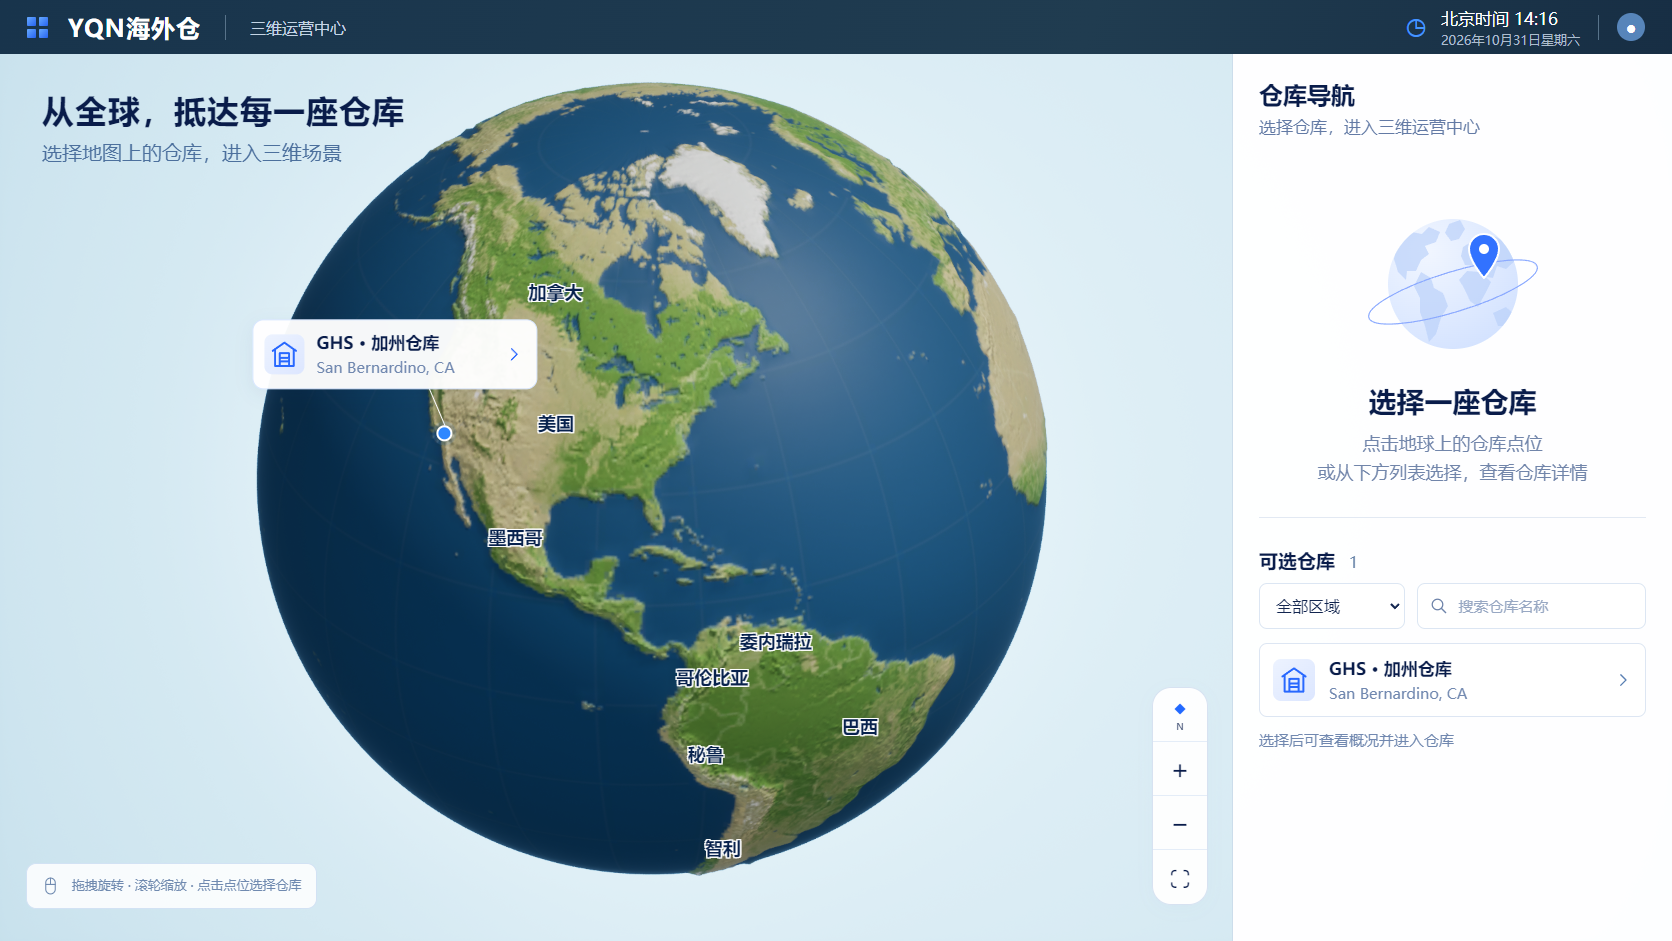 YQN海外仓
三维运营中心
北京时间 14:16
2026年10月31日星期六
从全球，抵达每一座仓库
选择地图上的仓库，进入三维场景
加拿大
GHS • 加州仓库
San Bernardino, CA
美国
墨西哥
委内瑞拉
哥伦比亚
巴西
秘鲁
智利
N
+
−
拖拽旋转 · 滚轮缩放 · 点击点位选择仓库
仓库导航
选择仓库，进入三维运营中心
选择一座仓库
点击地球上的仓库点位
或从下方列表选择，查看仓库详情
可选仓库 1
全部区域
搜索仓库名称
GHS • 加州仓库
San Bernardino, CA
选择后可查看概况并进入仓库